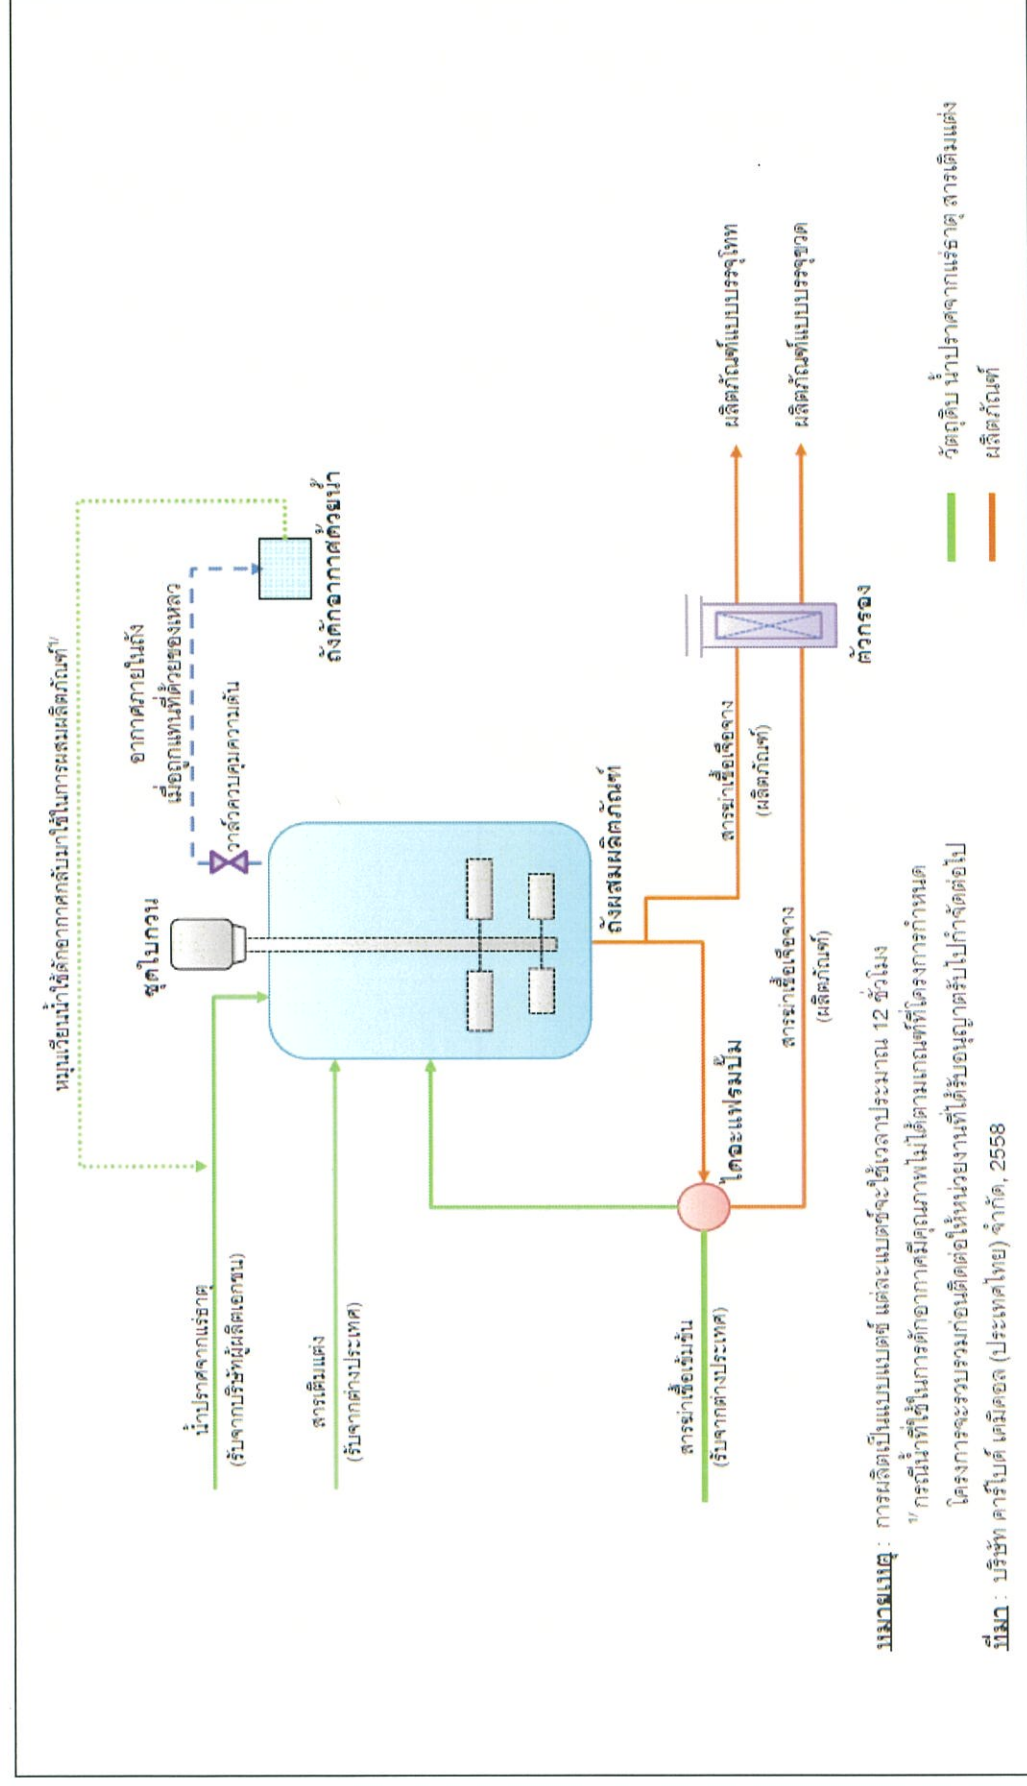 หมุนเวียนน้ำใช้ดักอากาศกลับมาใช้ในการผสมผลิตภัณฑ์1/
อากาศภายในถัง
เมื่อถูกแทนที่ด้วยของเหลว
วาล์วควบคุมความดัน
ถังดักอากาศด้วยน้ำ
ชุดใบกวน
น้ำปราศจากแร่ธาตุ
(รับจากบริษัทผู้ผลิตเอกชน)
สารเติมแต่ง
(รับจากต่างประเทศ)
ถังผสมผลิตภัณฑ์
สารฆ่าเชื้อเข้มข้น
(รับจากต่างประเทศ)
ไดอะแฟรมปั๊ม
สารฆ่าเชื้อเจือจาง
(ผลิตภัณฑ์)
สารฆ่าเชื้อเจือจาง
(ผลิตภัณฑ์)
ตัวกรอง
ผลิตภัณฑ์แบบบรรจุโทท
ผลิตภัณฑ์แบบบรรจุขวด
วัตถุดิบ น้ำปราศจากแร่ธาตุ สารเติมแต่ง
ผลิตภัณฑ์
หมายเหตุ : การผลิตเป็นแบบแบตช์ แต่ละแบตช์จะใช้เวลาประมาณ 12 ชั่วโมง
1/ กรณีน้ำที่ใช้ในการดักอากาศมีคุณภาพไม่ได้ตามเกณฑ์ที่โครงการกำหนด
โครงการจะรวบรวมก่อนติดต่อให้หน่วยงานที่ได้รับอนุญาตรับไปกำจัดต่อไป
ที่มา : บริษัท คาร์ไบด์ เคมิคอล (ประเทศไทย) จำกัด, 2558